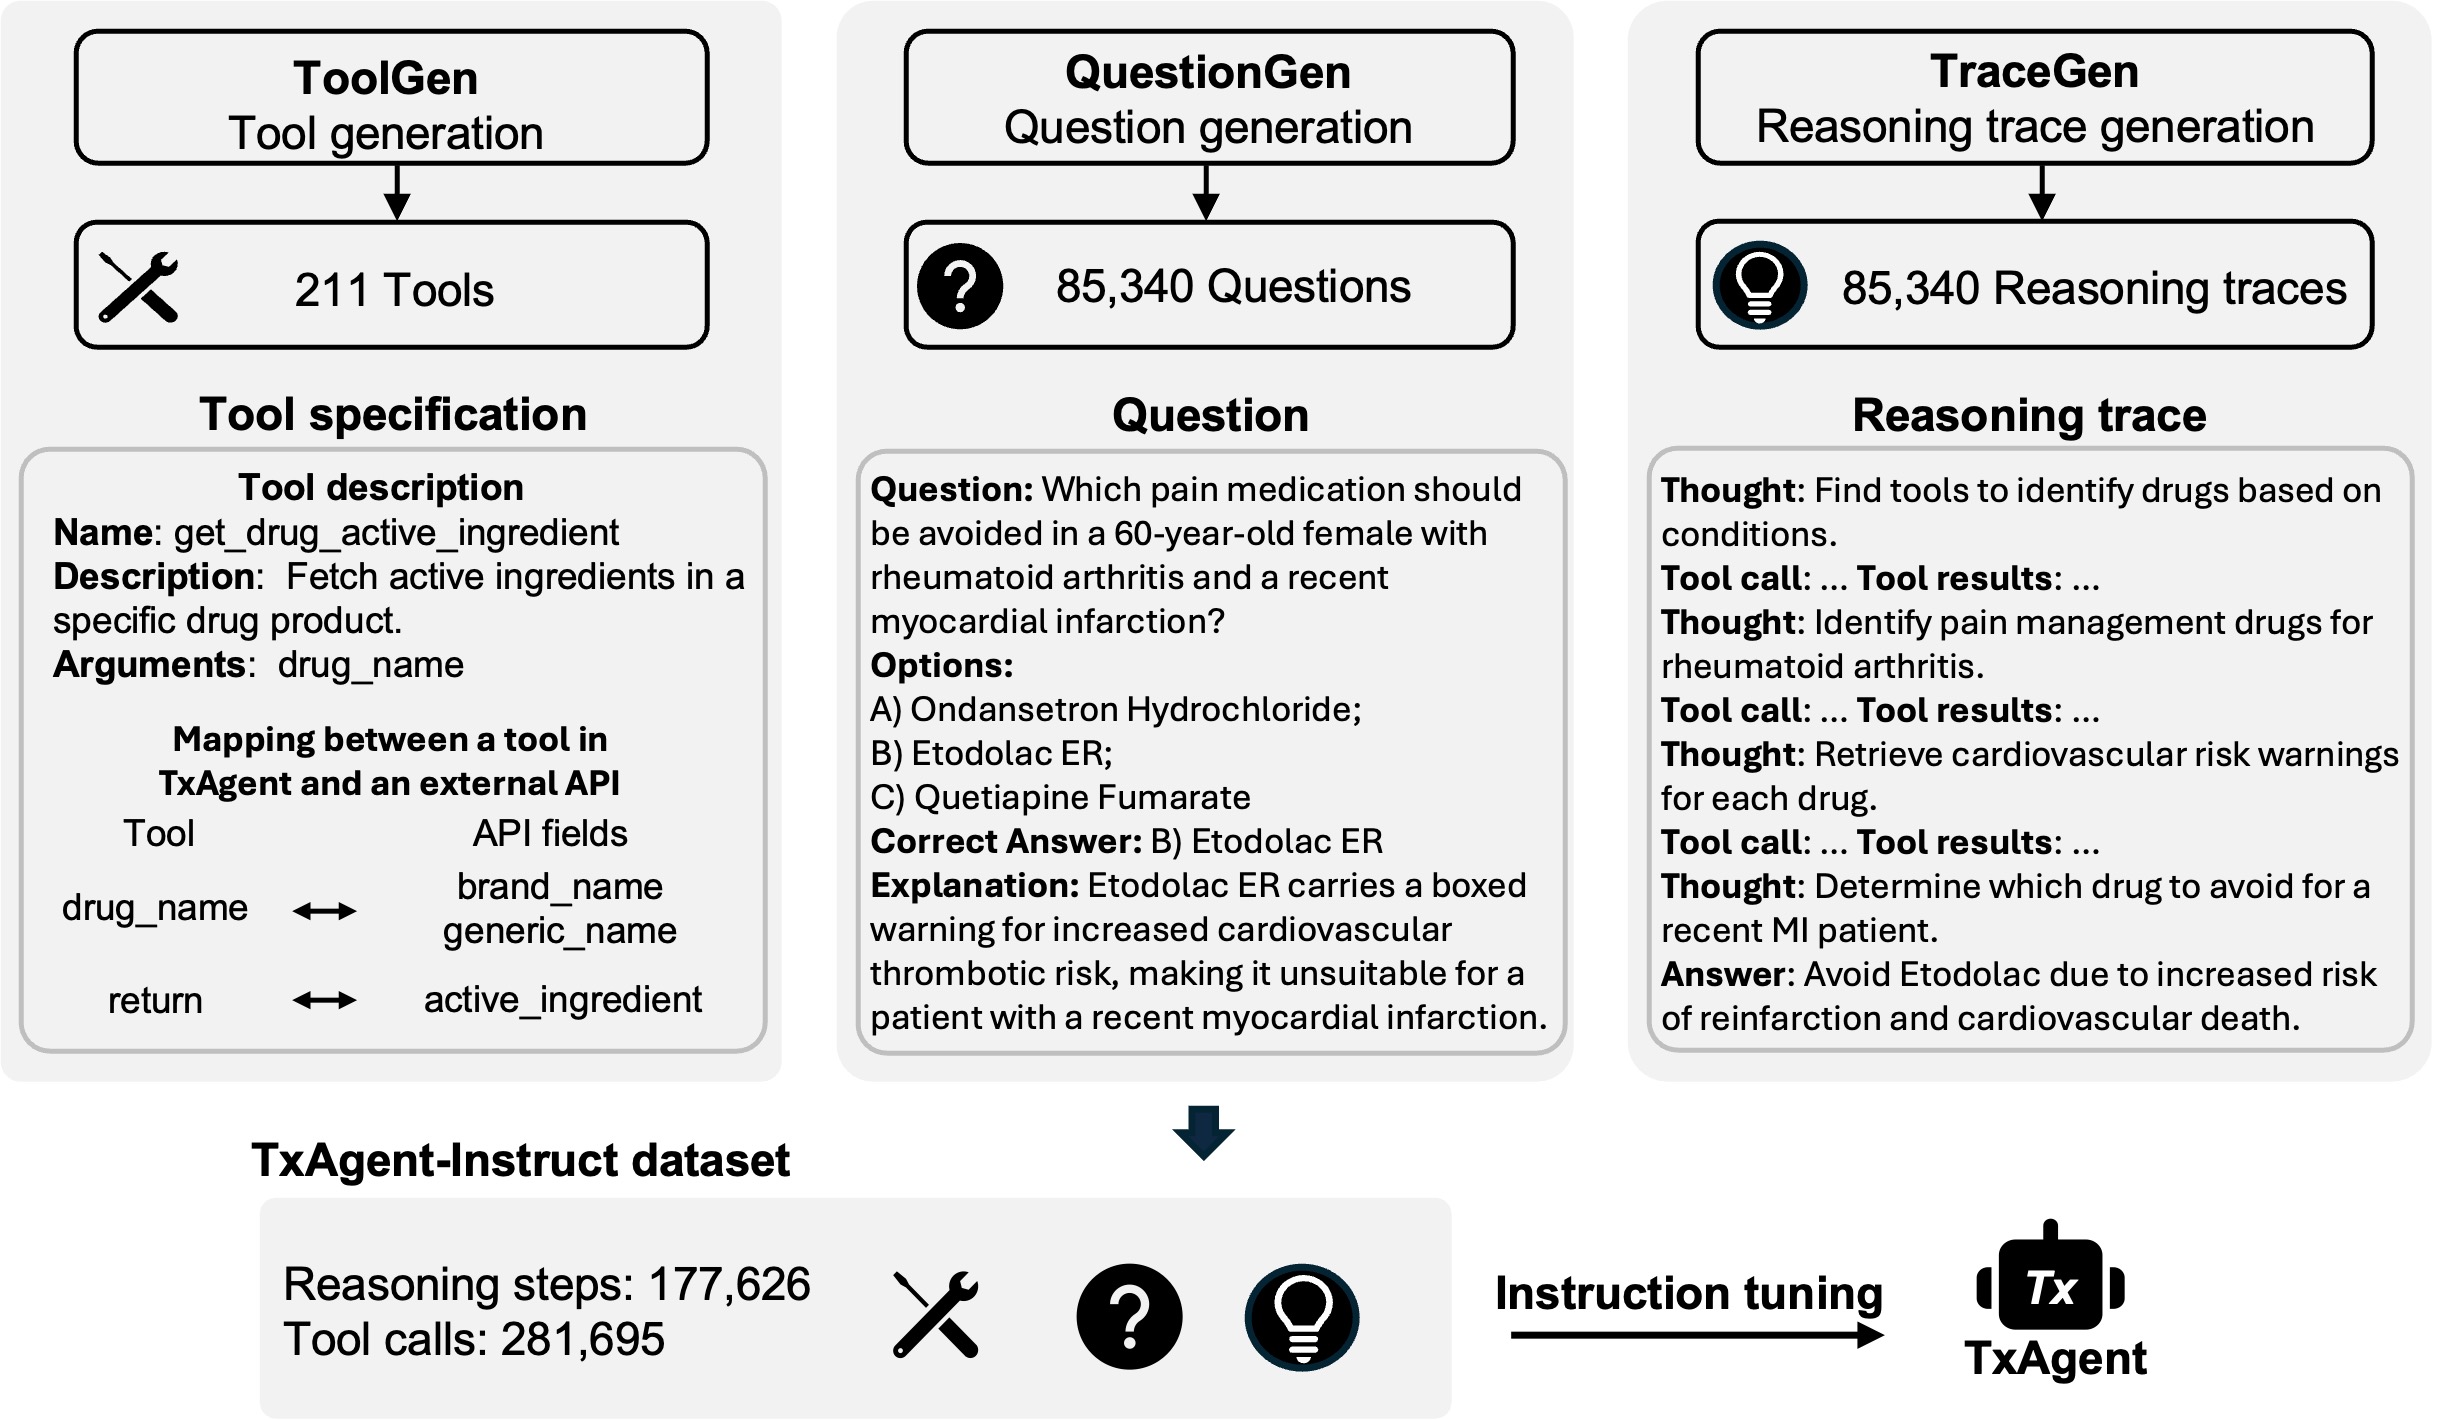 ToolGen
Tool generation
211 Tools
Tool specification
Tool description
Name: get_drug_active_ingredient
Description:  Fetch active ingredients in a
specific drug product.
Arguments:  drug_name
Mapping between a tool in
TxAgent and an external API
Tool API fields
drug_name brand_name
generic_name
return active_ingredient
QuestionGen
Question generation
?
85,340 Questions
Question
Question: Which pain medication should
be avoided in a 60-year-old female with
rheumatoid arthritis and a recent
myocardial infarction?
Options:
A) Ondansetron Hydrochloride;
B) Etodolac ER;
C) Quetiapine Fumarate
Correct Answer: B) Etodolac ER
Explanation: Etodolac ER carries a boxed
warning for increased cardiovascular
thrombotic risk, making it unsuitable for a
patient with a recent myocardial infarction.
TraceGen
Reasoning trace generation
85,340 Reasoning traces
Reasoning trace
Thought: Find tools to identify drugs based on
conditions.
Tool call: ... Tool results: ...
Thought: Identify pain management drugs for
rheumatoid arthritis.
Tool call: ... Tool results: ...
Thought: Retrieve cardiovascular risk warnings
for each drug.
Tool call: ... Tool results: ...
Thought: Determine which drug to avoid for a
recent MI patient.
Answer: Avoid Etodolac due to increased risk
of reinfarction and cardiovascular death.
TxAgent-Instruct dataset
Reasoning steps: 177,626
Tool calls: 281,695
?
Instruction tuning
Tx
TxAgent